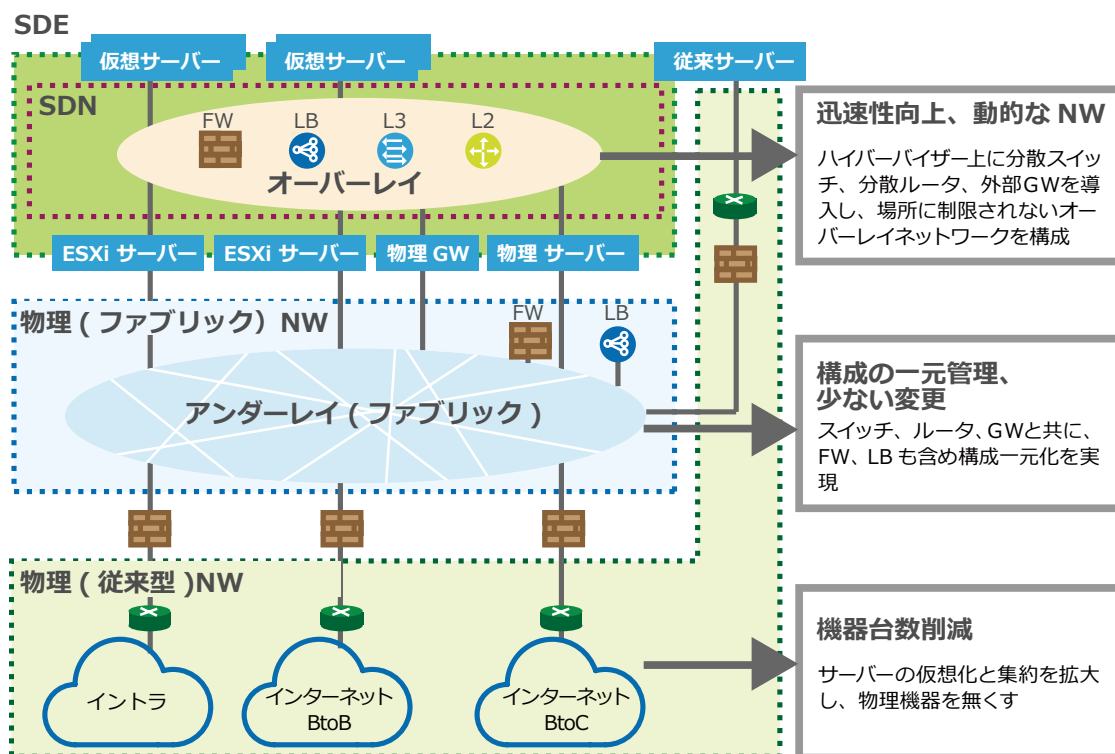 SDE
仮想サーバー
仮想サーバー
従来サーバー
SDN
FW
LB
L3
L2
オーバーレイ
ESXi サーバー
ESXi サーバー
物理 GW
物理 サーバー
物理 ( ファブリック）NW
FW
LB
アンダーレイ ( ファブリック )
物理 ( 従来型 )NW
イントラ
インターネット
BtoB
インターネット
BtoC
迅速性向上、動的な NW
ハイバーバイザー上に分散スイッ
チ、分散ルータ、外部GWを導
入し、場所に制限されないオー
バーレイネットワークを構成
構成の一元管理、
少ない変更
スイッチ、ルータ、GWと共に、
FW、LB も含め構成一元化を実
現
機器台数削減
サーバーの仮想化と集約を拡大
し、物理機器を無くす